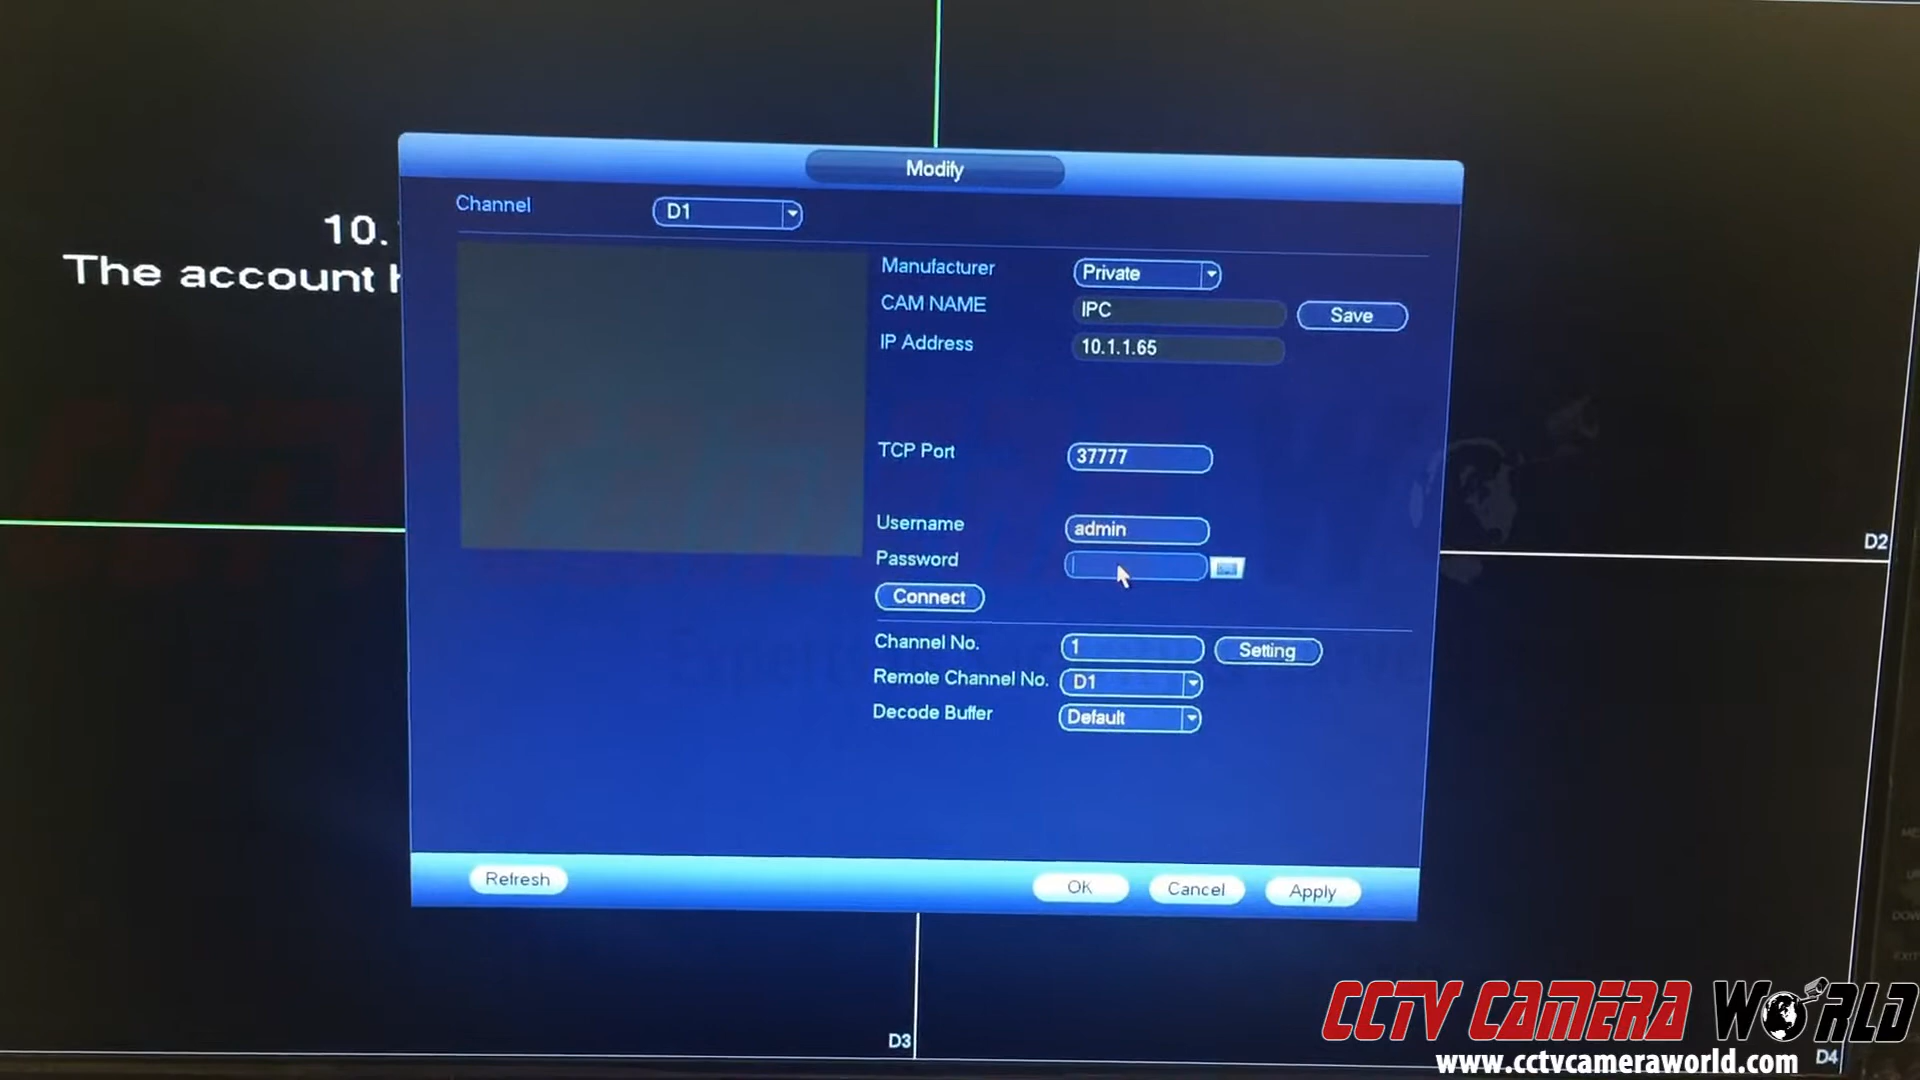 Modify
Channel
D1
10.
The account
Manufacturer
Private
CAM NAME
IPC
Save
IP Address
10.1.1.65
TCP Port
37777
Username
admin
Password
Connect
Channel No.
1
Setting
Remote Channel No.
D1
Decode Buffer
Default
Refresh
OK
Cancel
Apply
D2
D3
D4
CCTV CAMERA WORLD
www.cctvcameraworld.com